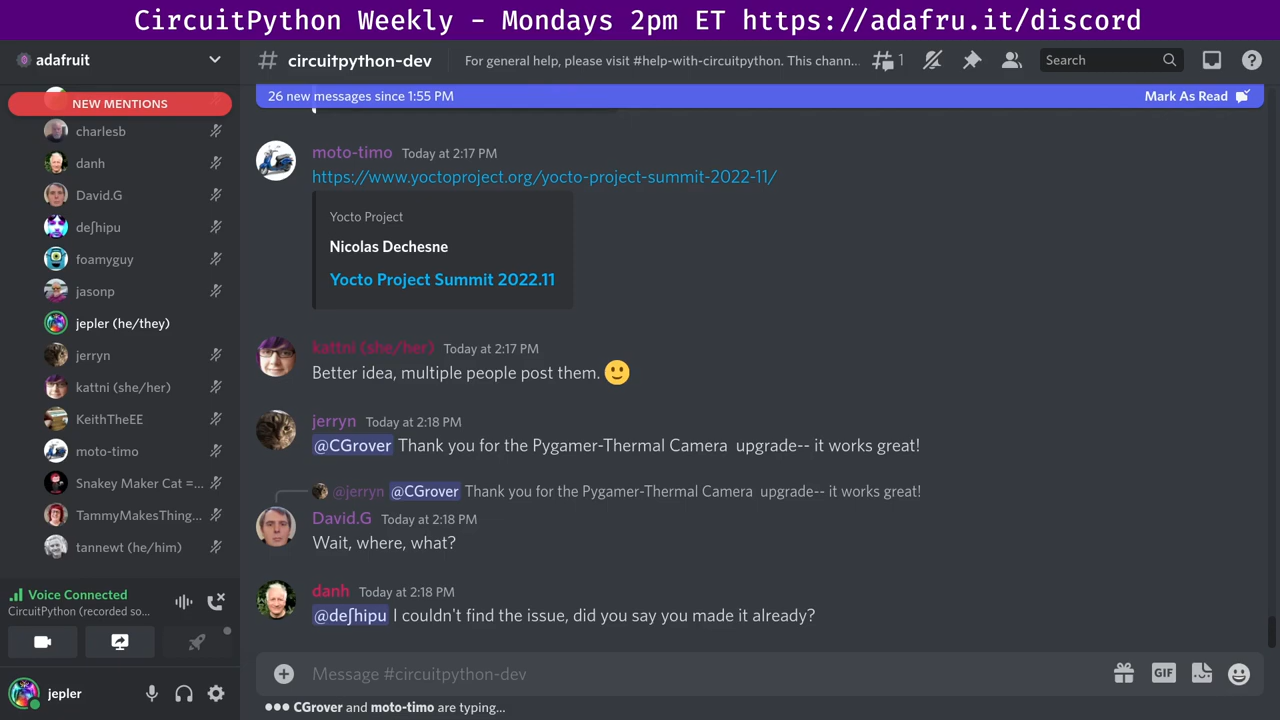 CircuitPython Weekly - Mondays 2pm ET https://adafru.it/discord
adafruit
# circuitpython-dev
For general help, please visit #help-with-circuitpython. This chann...
1
Search
NEW MENTIONS
26 new messages since 1:55 PM
Mark As Read
charlesb
danh
David.G
deʃhipu
foamyguy
jasonp
jepler (he/they)
jerryn
kattni (she/her)
KeithTheEE
moto-timo
Snakey Maker Cat =...
TammyMakesThing...
tannewt (he/him)
Voice Connected
CircuitPython (recorded so...
jepler
moto-timo Today at 2:17 PM
https://www.yoctoproject.org/yocto-project-summit-2022-11/
Yocto Project
Nicolas Dechesne
Yocto Project Summit 2022.11
kattni (she/her) Today at 2:17 PM
Better idea, multiple people post them. 🙂
jerryn Today at 2:18 PM
@CGrover Thank you for the Pygamer-Thermal Camera upgrade-- it works great!
@jerryn @CGrover Thank you for the Pygamer-Thermal Camera upgrade-- it works great!
David.G Today at 2:18 PM
Wait, where, what?
danh Today at 2:18 PM
@deʃhipu I couldn't find the issue, did you say you made it already?
Message #circuitpython-dev
GIF
CGrover and moto-timo are typing...